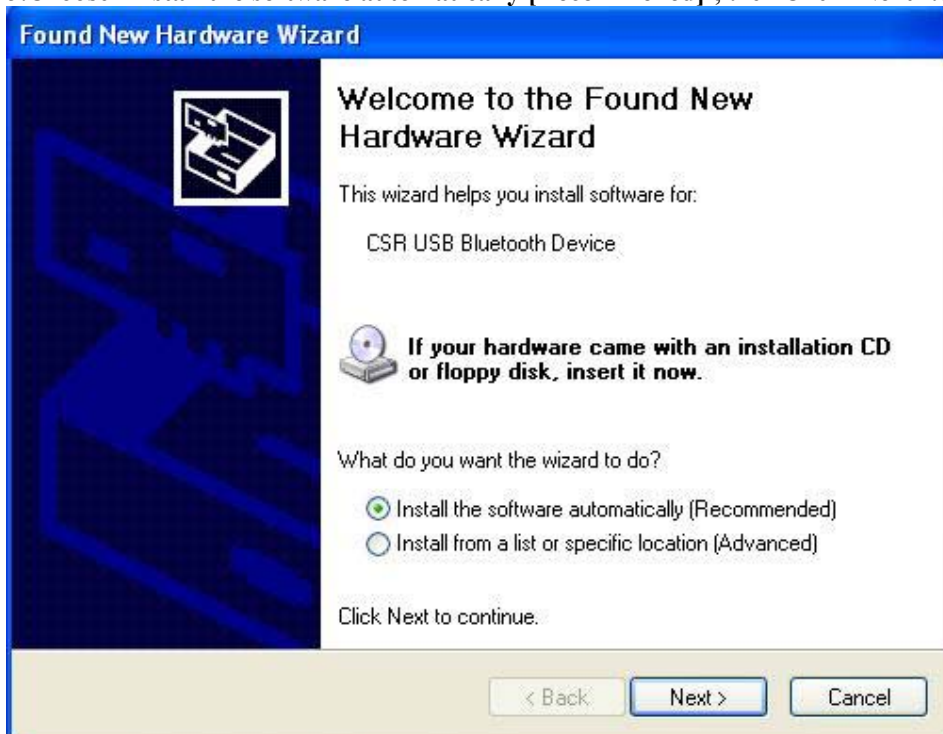 Found New Hardware Wizard
Welcome to the Found New
Hardware Wizard
This wizard helps you install software for:
CSR USB Bluetooth Device
If your hardware came with an installation CD
or floppy disk, insert it now.
What do you want the wizard to do?
Install the software automatically (Recommended)
Install from a list or specific location (Advanced)
Click Next to continue.
< Back
Next >
Cancel